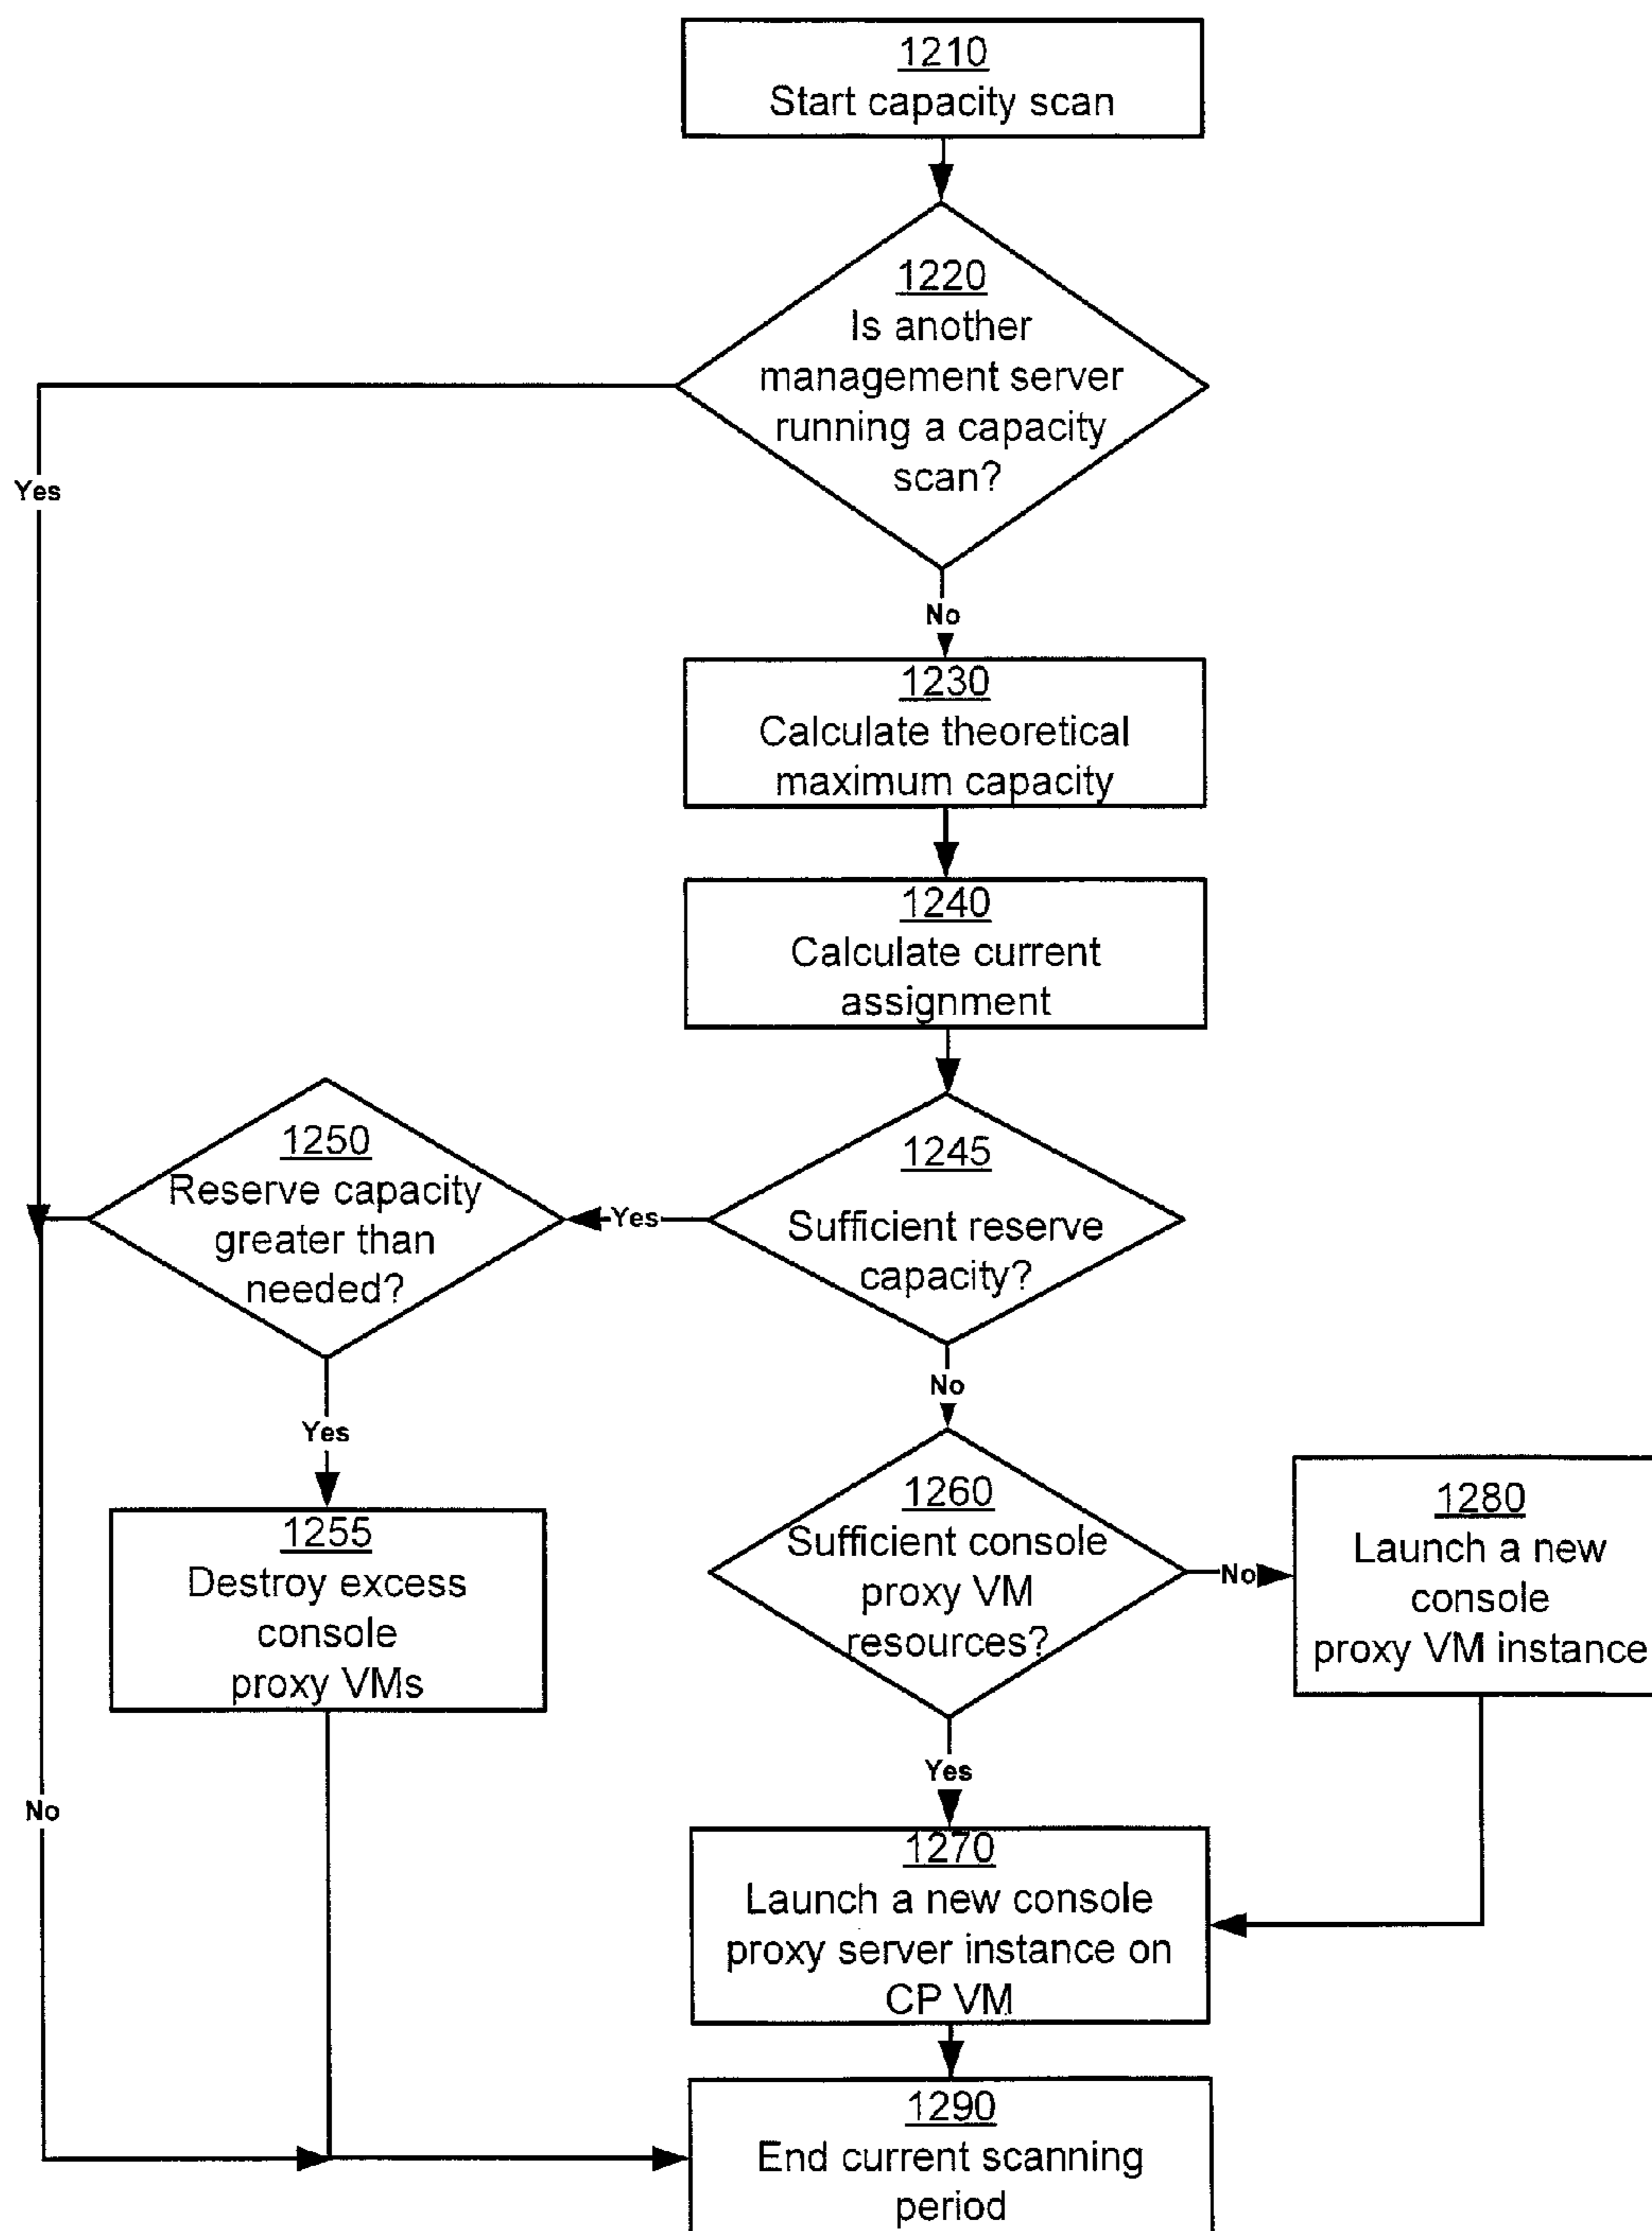 1210
Start capacity scan
1220
Is another
management server
running a capacity
scan?
Yes
No
1230
Calculate theoretical
maximum capacity
1240
Calculate current
assignment
1245
Sufficient reserve
capacity?
Yes
1250
Reserve capacity
greater than
needed?
No
Yes
1255
Destroy excess
console
proxy VMs
No
1260
Sufficient console
proxy VM
resources?
No
1280
Launch a new
console
proxy VM instance
Yes
1270
Launch a new console
proxy server instance on
CP VM
1290
End current scanning
period